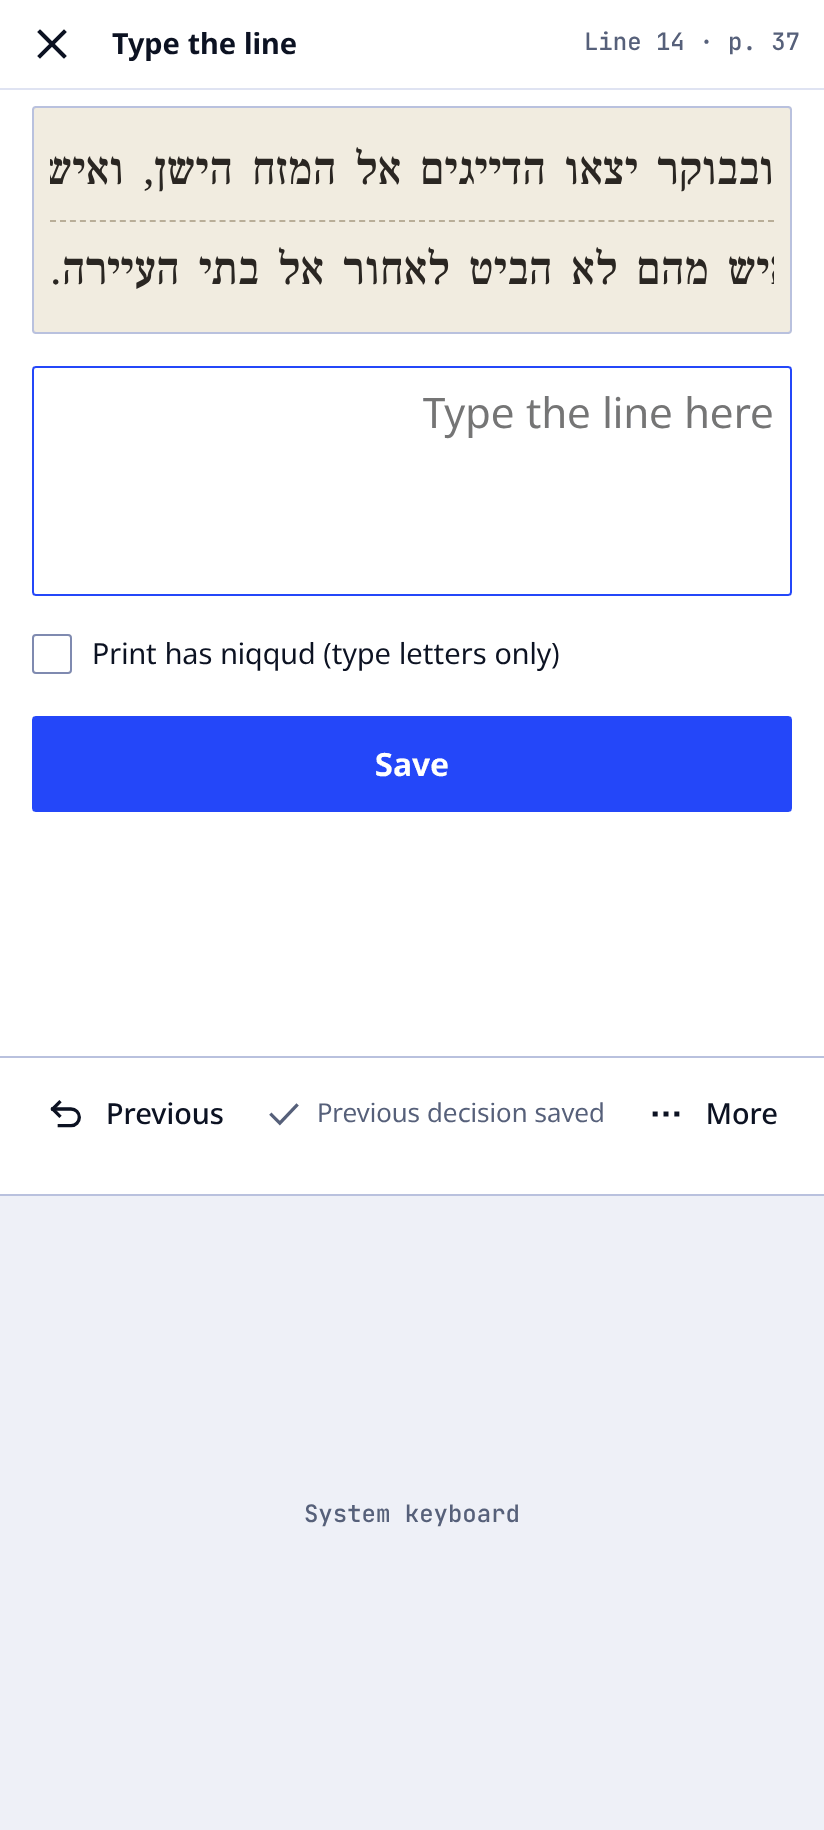 Type the line
Line 14 · p. 37
ובבוקר יצאו הדייגים אל המזח הישן, ואיש
איש מהם לא הביט לאחור אל בתי העיירה.
Type the line here
Print has niqqud (type letters only)
Save
Previous
Previous decision saved
More
System keyboard